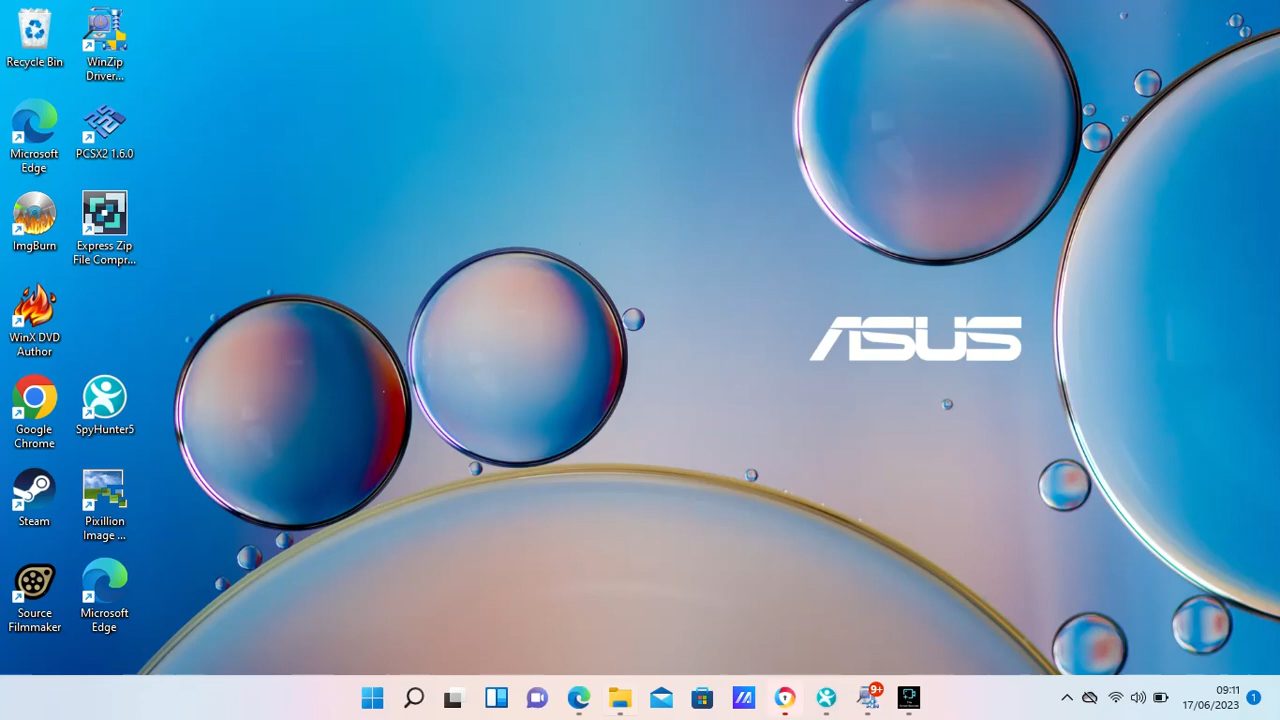 Recycle Bin
WinZip
Driver...
Microsoft
Edge
PCSX2 1.6.0
ImgBurn
Express Zip
File Compr...
WinX DVD
Author
Google
Chrome
SpyHunter5
Steam
Pixillion
Image ...
Source
Filmmaker
Microsoft
Edge
ASUS
9+
09:11
17/06/2023
1